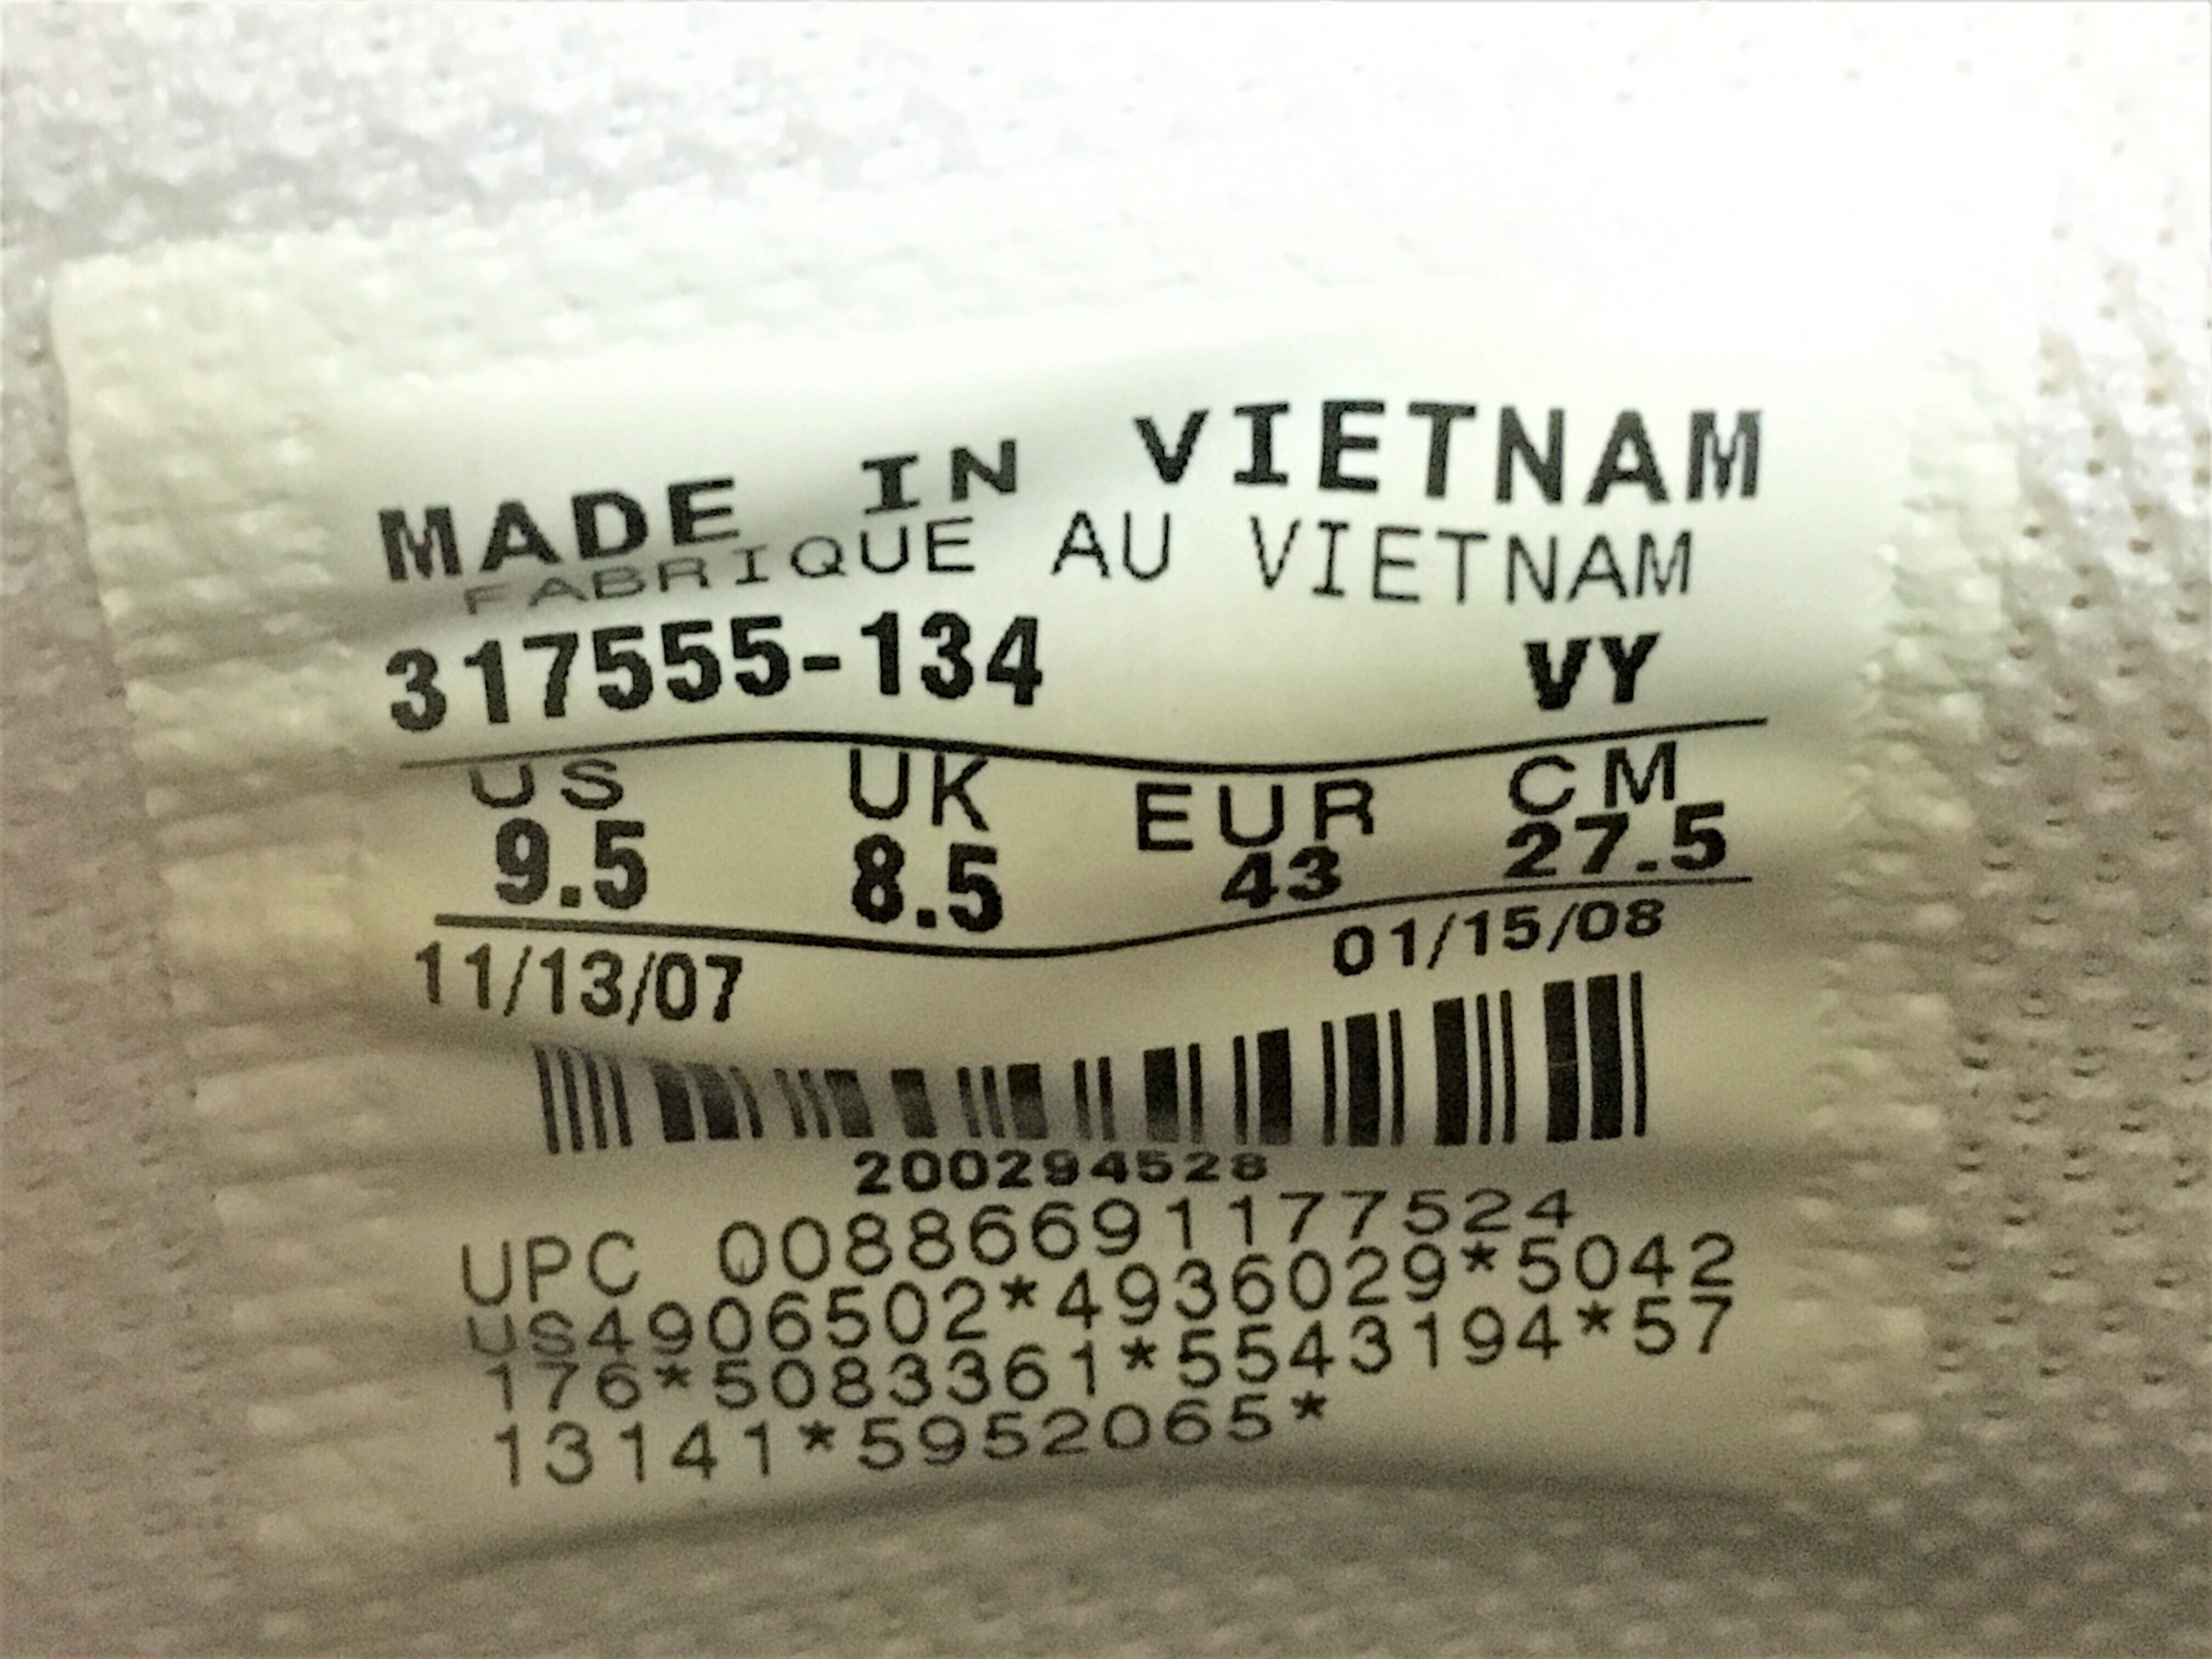 MADE IN VIETNAM
FABRIQUE AU VIETNAM
317555-134 VY
US UK EUR CM
9.5 8.5 43 27.5
11/13/07 01/15/08
200294528
UPC 00886691177524
US4906502*4936029*5042
176*5083361*5543194*57
13141*5952065*